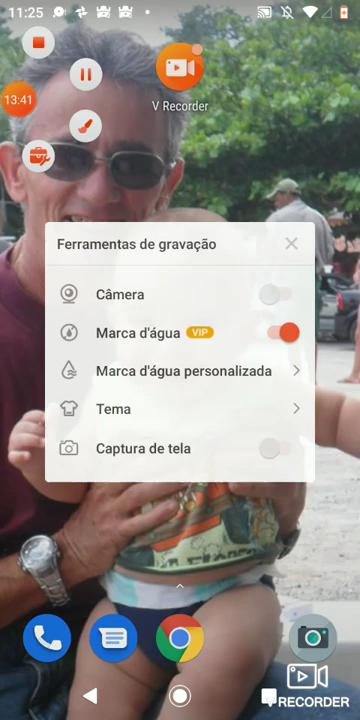 11:25
13:41
V Recorder
Ferramentas de gravação
Câmera
Marca d'água VIP
Marca d'água personalizada
Tema
Captura de tela
RECORDER